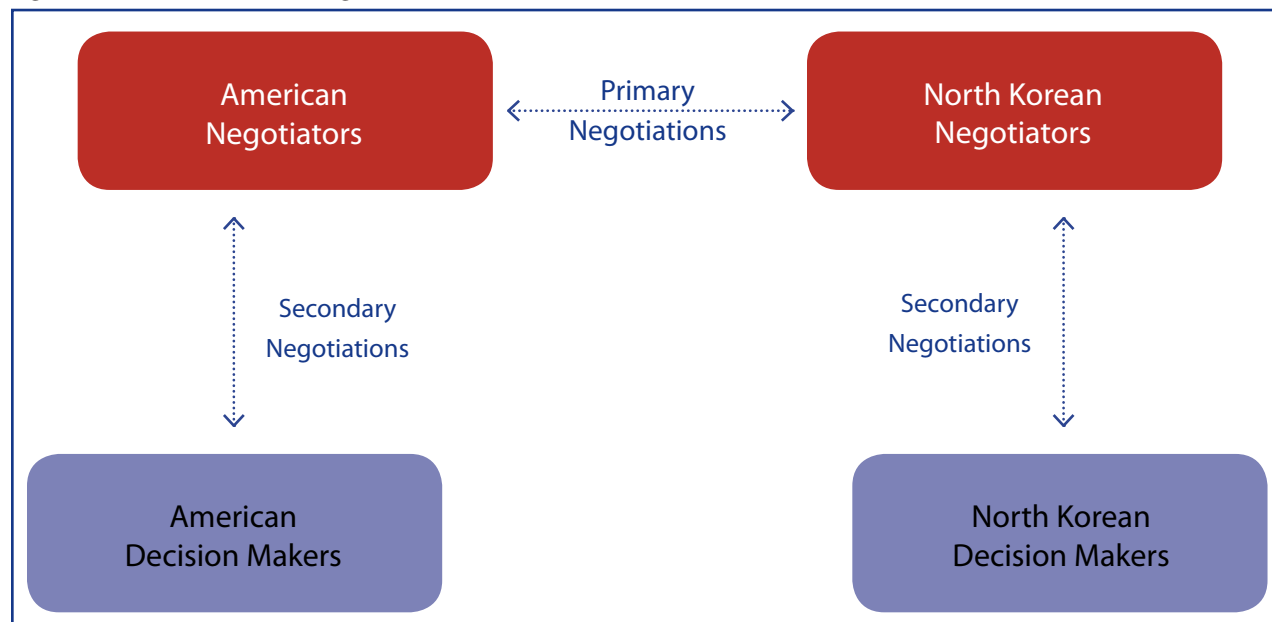 American
Negotiators
Primary
Negotiations
North Korean
Negotiators
Secondary
Negotiations
Secondary
Negotiations
American
Decision Makers
North Korean
Decision Makers